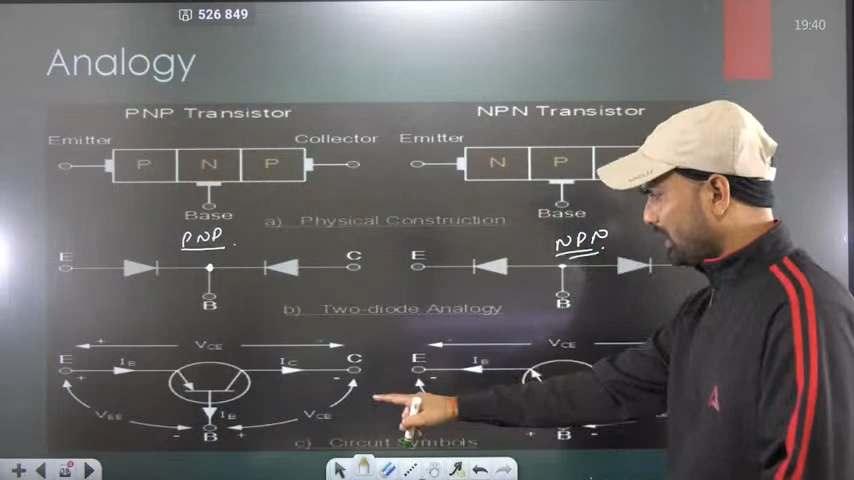 526 849
19:40
Analogy
PNP Transistor NPN Transistor
Emitter Collector Emitter
P N P N P
Base Base
a) Physical Construction
PNP NPN
E C E
B B
b) Two-diode Analogy
+ VCE - - VCE
E IE IC C E IE
+ - -
VEE IB VCE
- B + + B -
c) Circuit Symbols